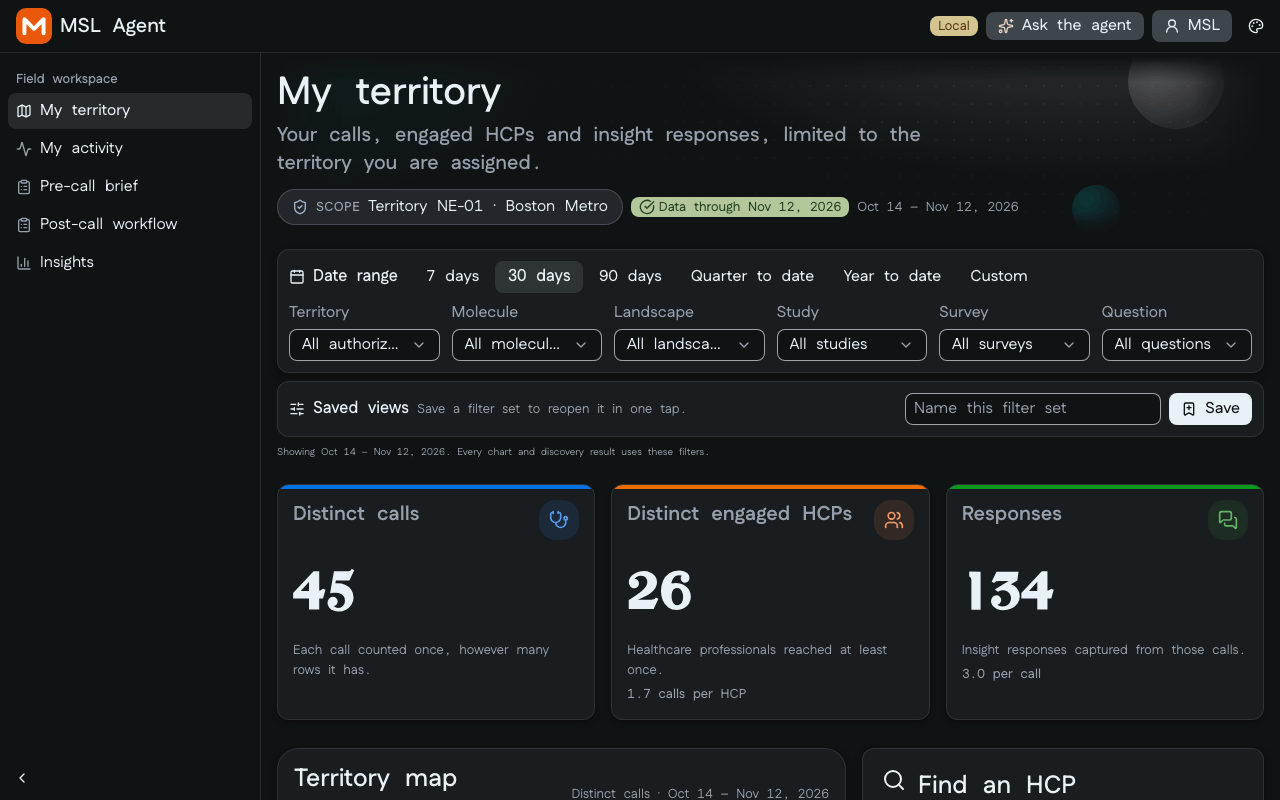 MSL Agent
Local
Ask the agent
MSL
Field workspace
My territory
My activity
Pre-call brief
Post-call workflow
Insights
My territory
Your calls, engaged HCPs and insight responses, limited to the
territory you are assigned.
SCOPE Territory NE-01 · Boston Metro
Data through Nov 12, 2026
Oct 14 – Nov 12, 2026
Date range
7 days
30 days
90 days
Quarter to date
Year to date
Custom
Territory
Molecule
Landscape
Study
Survey
Question
All authoriz...
All molecul...
All landsca...
All studies
All surveys
All questions
Saved views
Save a filter set to reopen it in one tap.
Name this filter set
Save
Showing Oct 14 – Nov 12, 2026. Every chart and discovery result uses these filters.
Distinct calls
45
Each call counted once, however many
rows it has.
Distinct engaged HCPs
26
Healthcare professionals reached at least
once.
1.7 calls per HCP
Responses
134
Insight responses captured from those calls.
3.0 per call
Territory map
Distinct calls · Oct 14 – Nov 12, 2026
Find an HCP